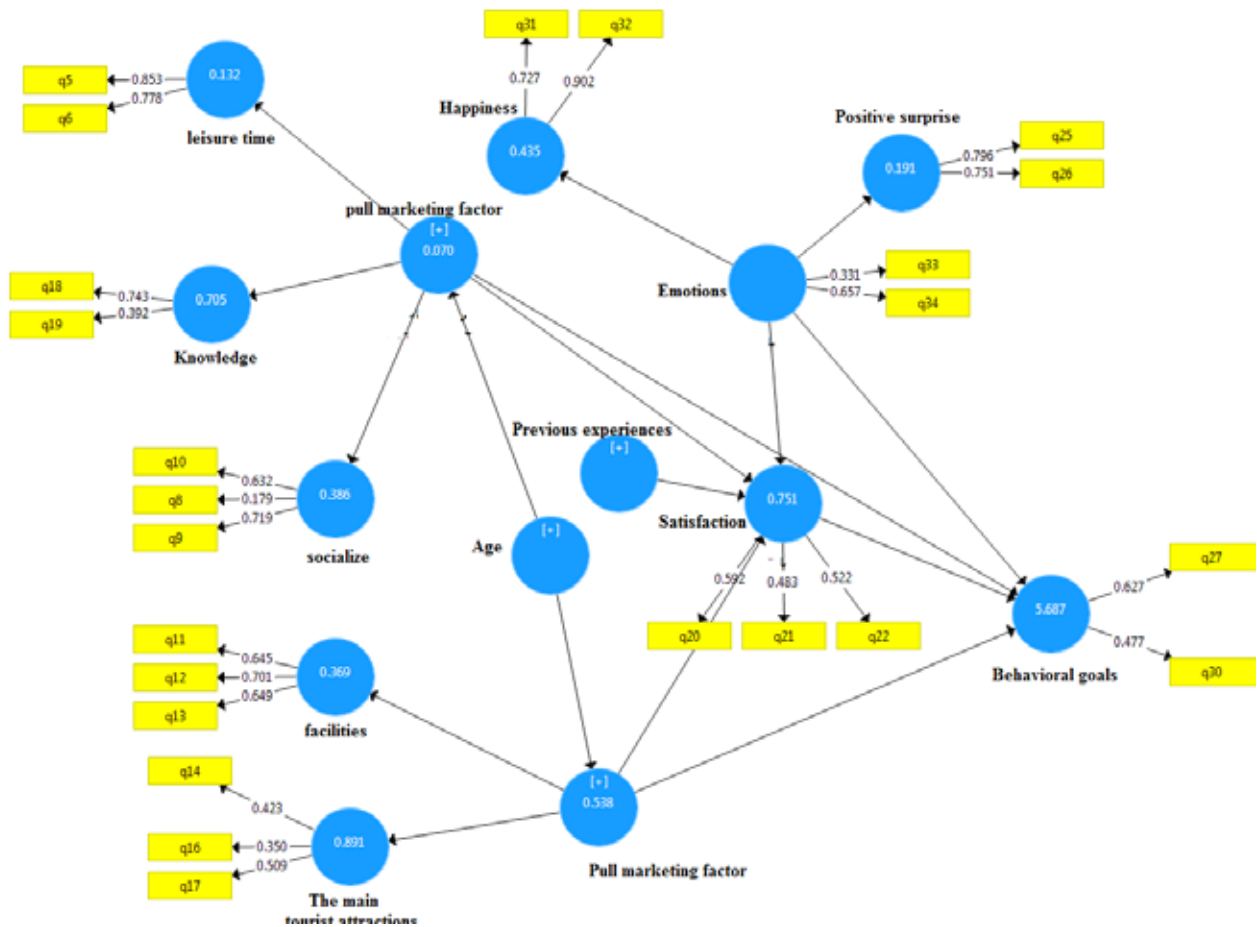 q31
q32
0.727
0.902
Happiness
0.435
q5
q6
0.853
0.778
0.132
leisure time
Positive surprise
0.191
q25
q26
0.796
0.751
pull marketing factor
[+]
0.070
q18
q19
0.743
0.392
0.705
Knowledge
Emotions
q33
q34
0.331
0.657
Previous experiences
[+]
q10
q8
q9
0.632
0.179
0.719
0.386
socialize
Age
[+]
Satisfaction
0.751
0.592
0.483
0.522
q20
q21
q22
5.687
Behavioral goals
q27
q30
0.627
0.477
q11
q12
q13
0.645
0.701
0.649
0.369
facilities
q14
q16
q17
0.423
0.350
0.509
0.891
The main
tourist attractions
[+]
0.538
Pull marketing factor